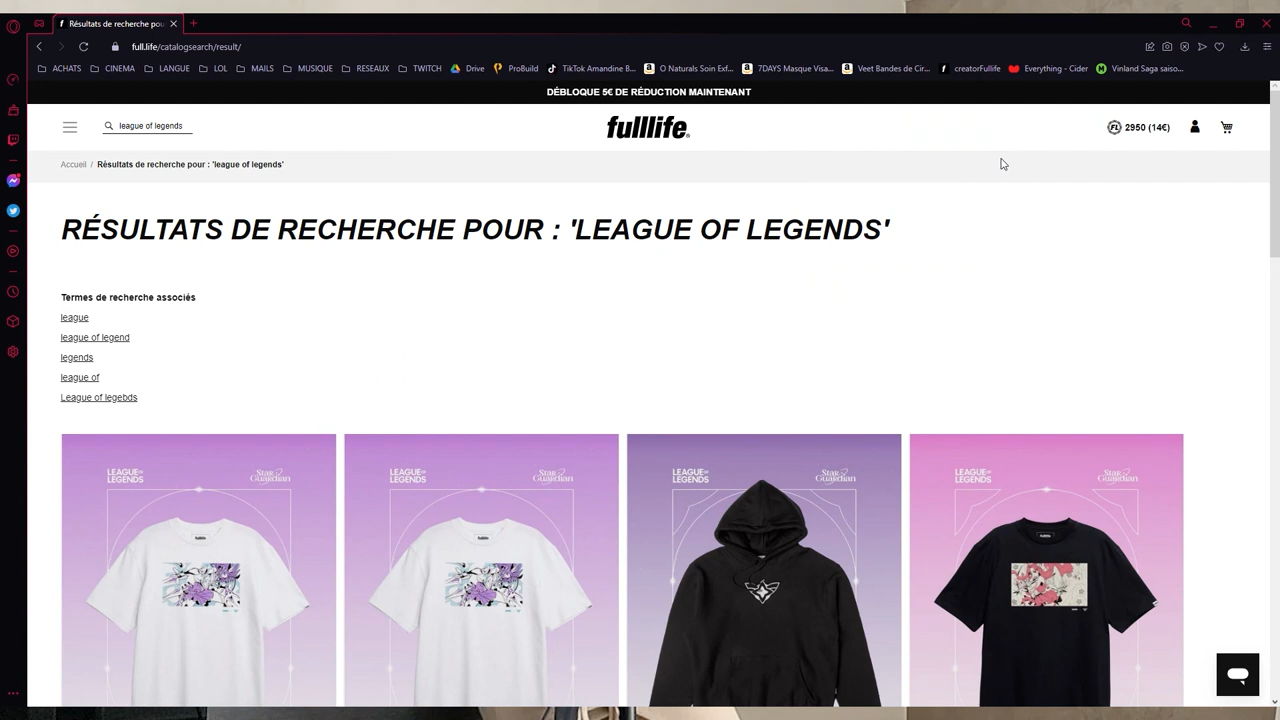 Résultats de recherche pou
full.life/catalogsearch/result/
ACHATS CINEMA LANGUE LOL MAILS MUSIQUE RESEAUX TWITCH Drive ProBuild TikTok Amandine B... O Naturals Soin Exf... 7DAYS Masque Visa... Veet Bandes de Cir... creatorFulllife Everything - Cider Vinland Saga saiso...
DÉBLOQUE 5€ DE RÉDUCTION MAINTENANT
league of legends
fulllife®
FL 2950 (14€)
Accueil / Résultats de recherche pour : 'league of legends'
RÉSULTATS DE RECHERCHE POUR : 'LEAGUE OF LEGENDS'
Termes de recherche associés
league
league of legend
legends
league of
League of legebds
LEAGUE OF LEGENDS Star Guardian
LEAGUE OF LEGENDS Star Guardian
LEAGUE OF LEGENDS Star Guardian
LEAGUE OF LEGENDS Star Guardian
fulllife
fulllife
fulllife